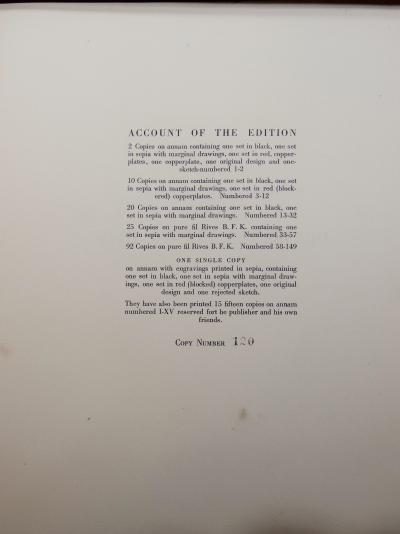 ACCOUNT OF THE EDITION
2 Copies on annam containing one set in black, one set
in sepia with marginal drawings, one set in red, copper-
plates, one copperplate, one original design and one-
sketch-numbered 1-2
10 Copies on annam containing one set in black, one set
in sepia with marginal drawings, one set in red (block-
ered) copperplates. Numbered 3-12
20 Copies on annam containing one set in black, one
set in sepia with marginal drawings. Numbered 13-32
25 Copies on pure fil Rives B. F. K. containing one
set in sepia with marginal drawings. Numbered 33-57
92 Copies on pure fil Rives B. F. K. Numbered 58-149
ONE SINGLE COPY
on annam with engravings printed in sepia, containing
one set in black, one set in sepia with marginal draw-
ings, one set in red (blocked) copperplates, one original
design and one rejected sketch.
They have also been printed 15 fifteen copies on annam
numbered I-XV reserved fort he publisher and his own
friends.
COPY NUMBER 120